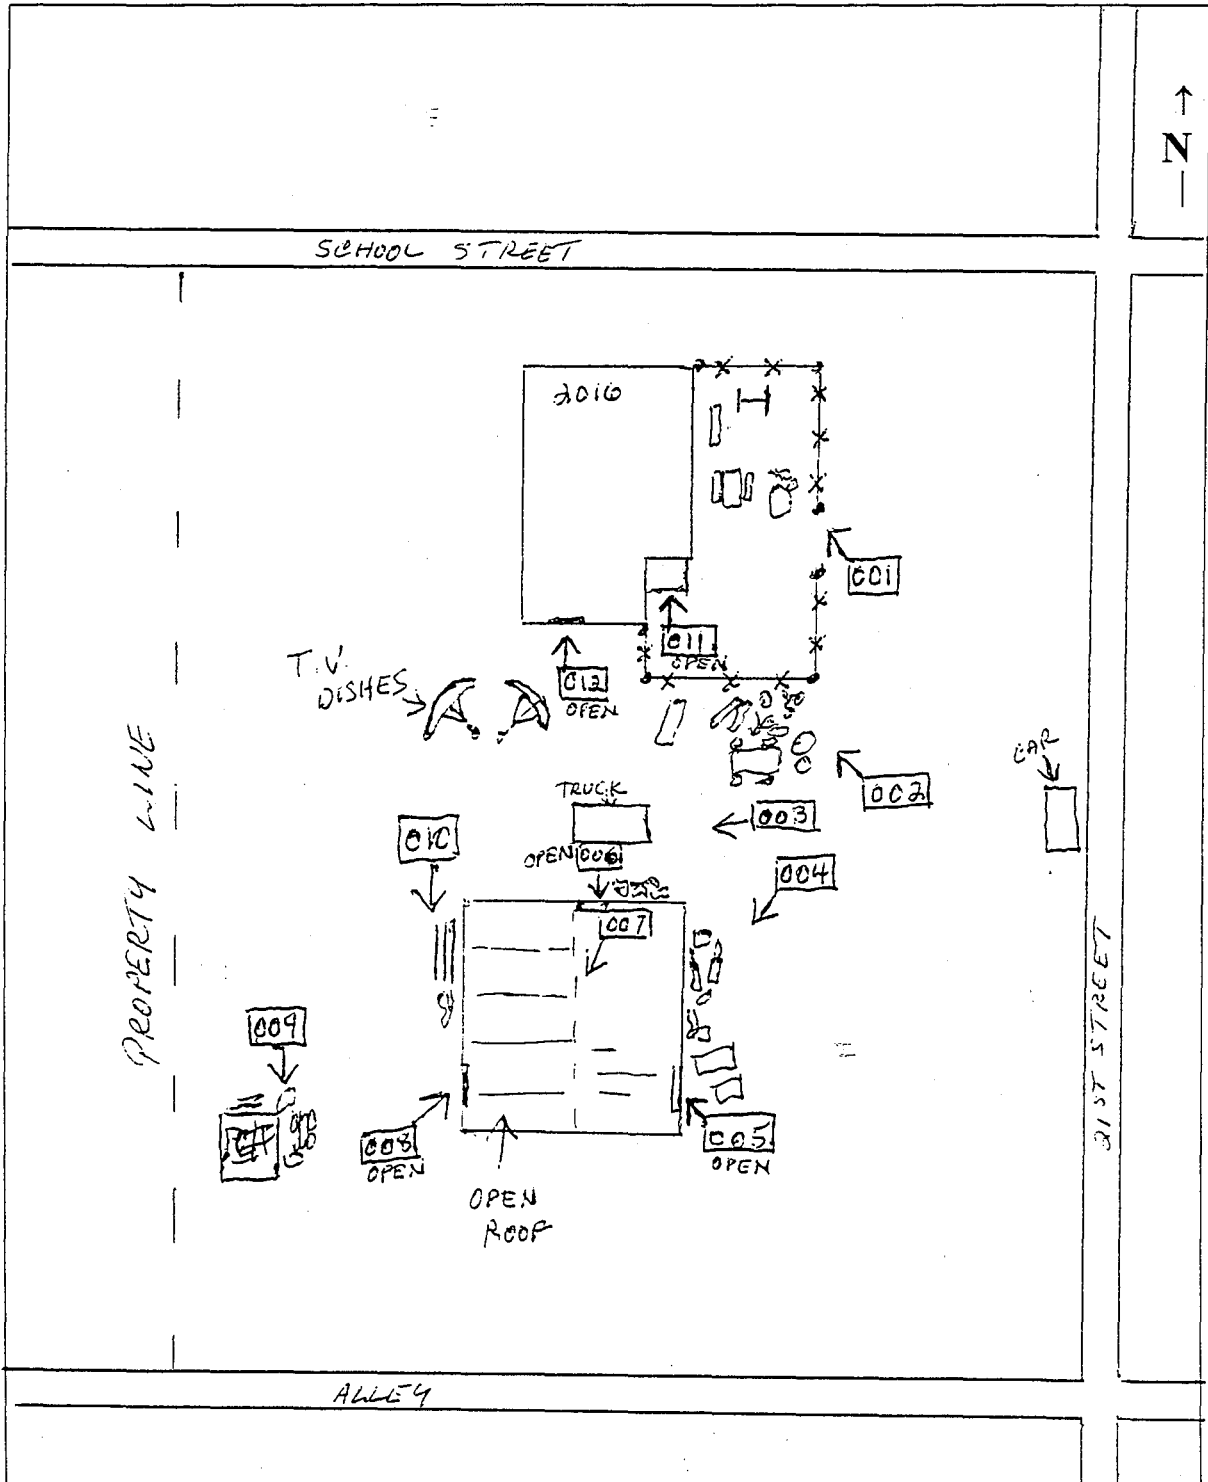 N
SCHOOL STREET
2016
001
011
OPEN
T.V.
DISHES
012
OPEN
CAR
002
TRUCK
003
010
OPEN 006
004
007
PROPERTY LINE
009
21ST STREET
008
OPEN
005
OPEN
OPEN
ROOF
ALLEY